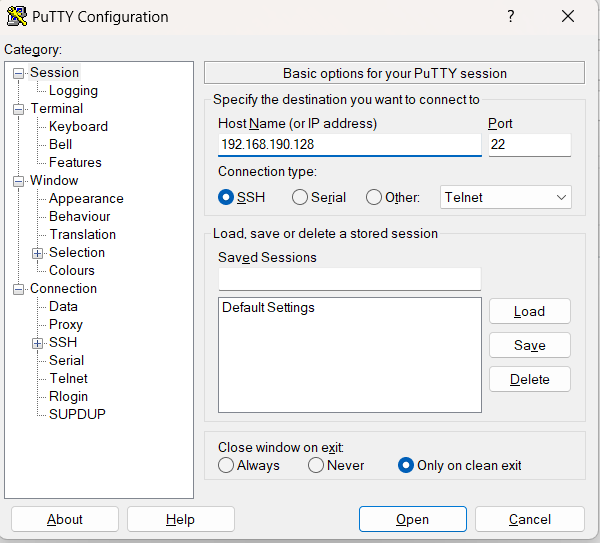 PuTTY Configuration
?
Category:
Session
Logging
Terminal
Keyboard
Bell
Features
Window
Appearance
Behaviour
Translation
Selection
Colours
Connection
Data
Proxy
SSH
Serial
Telnet
Rlogin
SUPDUP
Basic options for your PuTTY session
Specify the destination you want to connect to
Host Name (or IP address) Port
192.168.190.128 22
Connection type:
SSH Serial Other: Telnet
Load, save or delete a stored session
Saved Sessions
Default Settings
Load
Save
Delete
Close window on exit:
Always Never Only on clean exit
About Help Open Cancel